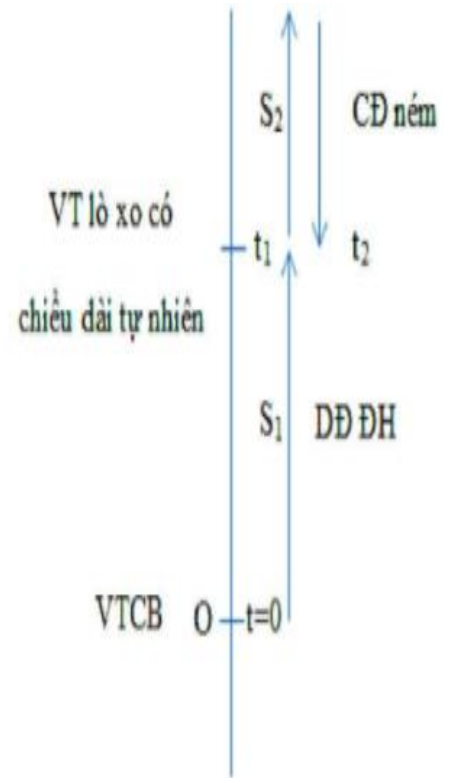 S₂ CĐ ném
VT lò xo có
t₁ t₂
chiều dài tự nhiên
S₁ DĐ ĐH
VTCB O t=0